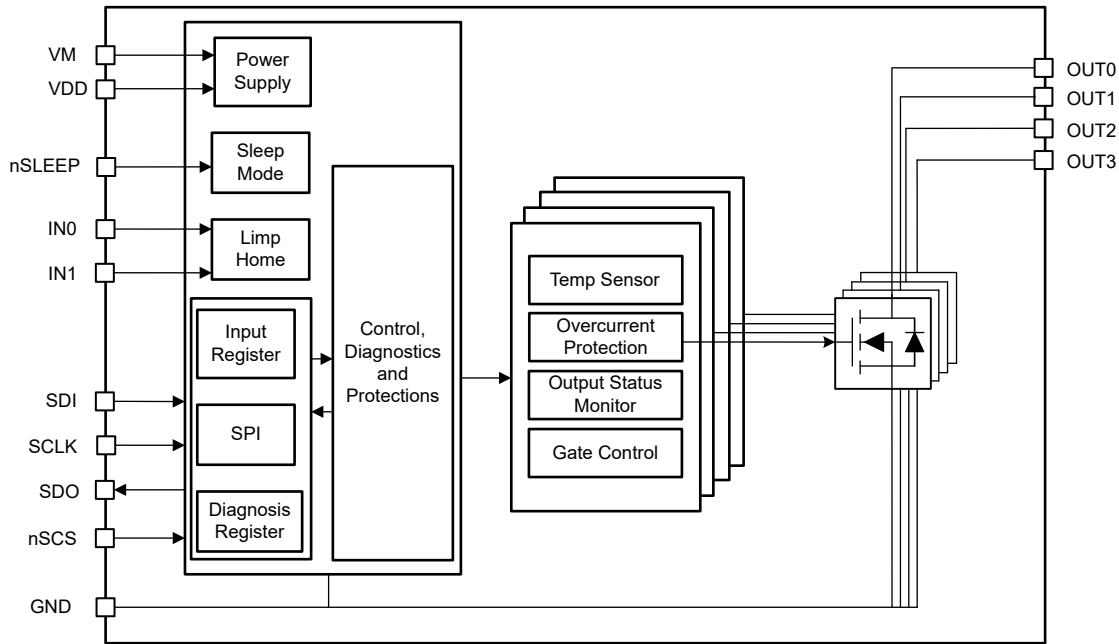 VM
VDD
nSLEEP
IN0
IN1
SDI
SCLK
SDO
nSCS
GND
Power
Supply
Sleep
Mode
Limp
Home
Input
Register
SPI
Diagnosis
Register
Control,
Diagnostics
and
Protections
Temp Sensor
Overcurrent
Protection
Output Status
Monitor
Gate Control
OUT0
OUT1
OUT2
OUT3